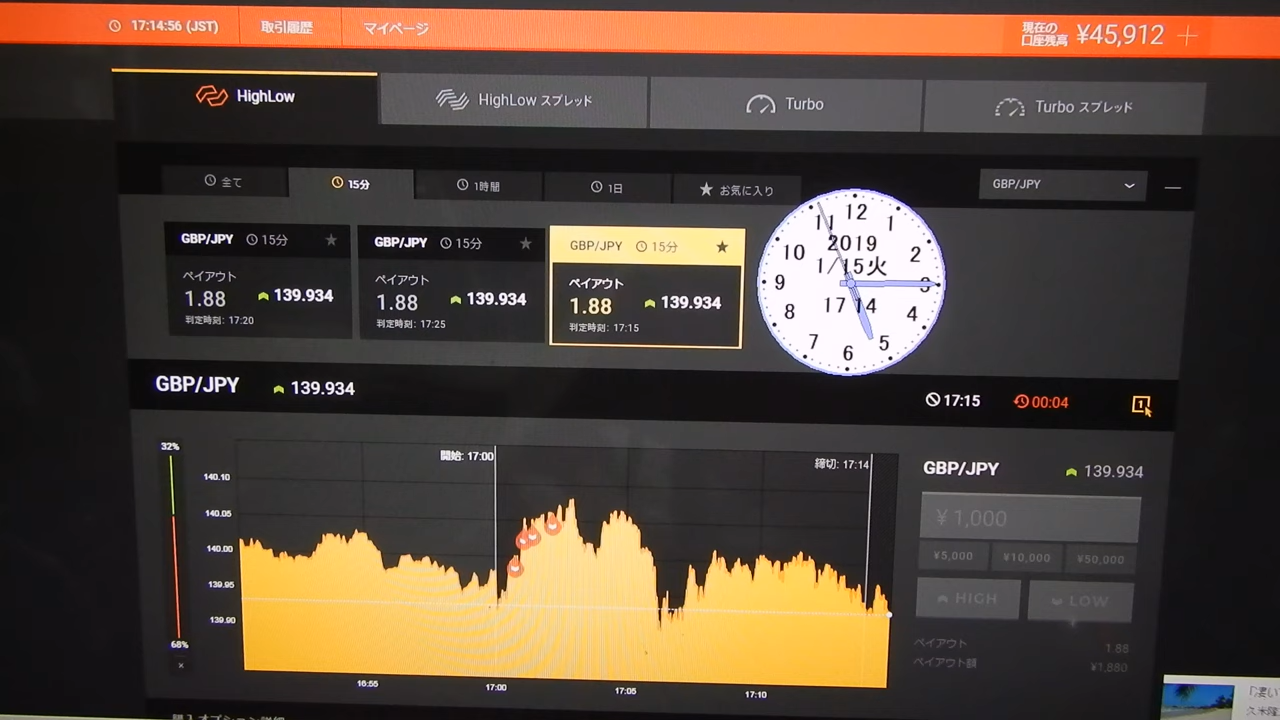 17:14:56 (JST) 取引履歴 マイページ 現在の口座残高 ¥45,912
HighLow HighLow スプレッド Turbo Turbo スプレッド
全て 15分 1時間 1日 お気に入り GBP/JPY
GBP/JPY 15分
ペイアウト
1.88 139.934
判定時刻: 17:20
GBP/JPY 15分
ペイアウト
1.88 139.934
判定時刻: 17:25
GBP/JPY 15分
ペイアウト
1.88 139.934
判定時刻: 17:15
12 1 2 3 4 5 6 7 8 9 10 11
2019
1/15火
17 14
GBP/JPY 139.934 17:15 00:04 1
32%
68%
×
開始: 17:00 締切: 17:14
140.10
140.05
140.00
139.95
139.90
16:55 17:00 17:05 17:10
GBP/JPY 139.934
¥ 1,000
¥5,000 ¥10,000 ¥50,000
HIGH LOW
ペイアウト 1.88
ペイアウト額 ¥1,880